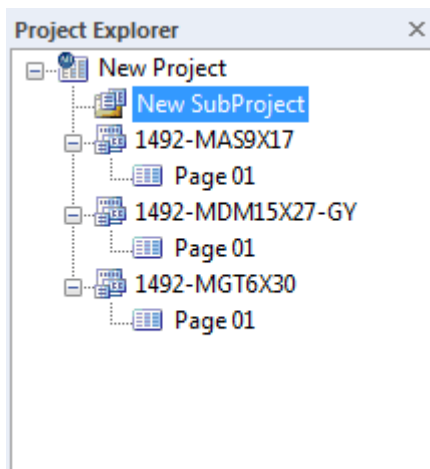 Project Explorer
New Project
New SubProject
1492-MAS9X17
Page 01
1492-MDM15X27-GY
Page 01
1492-MGT6X30
Page 01